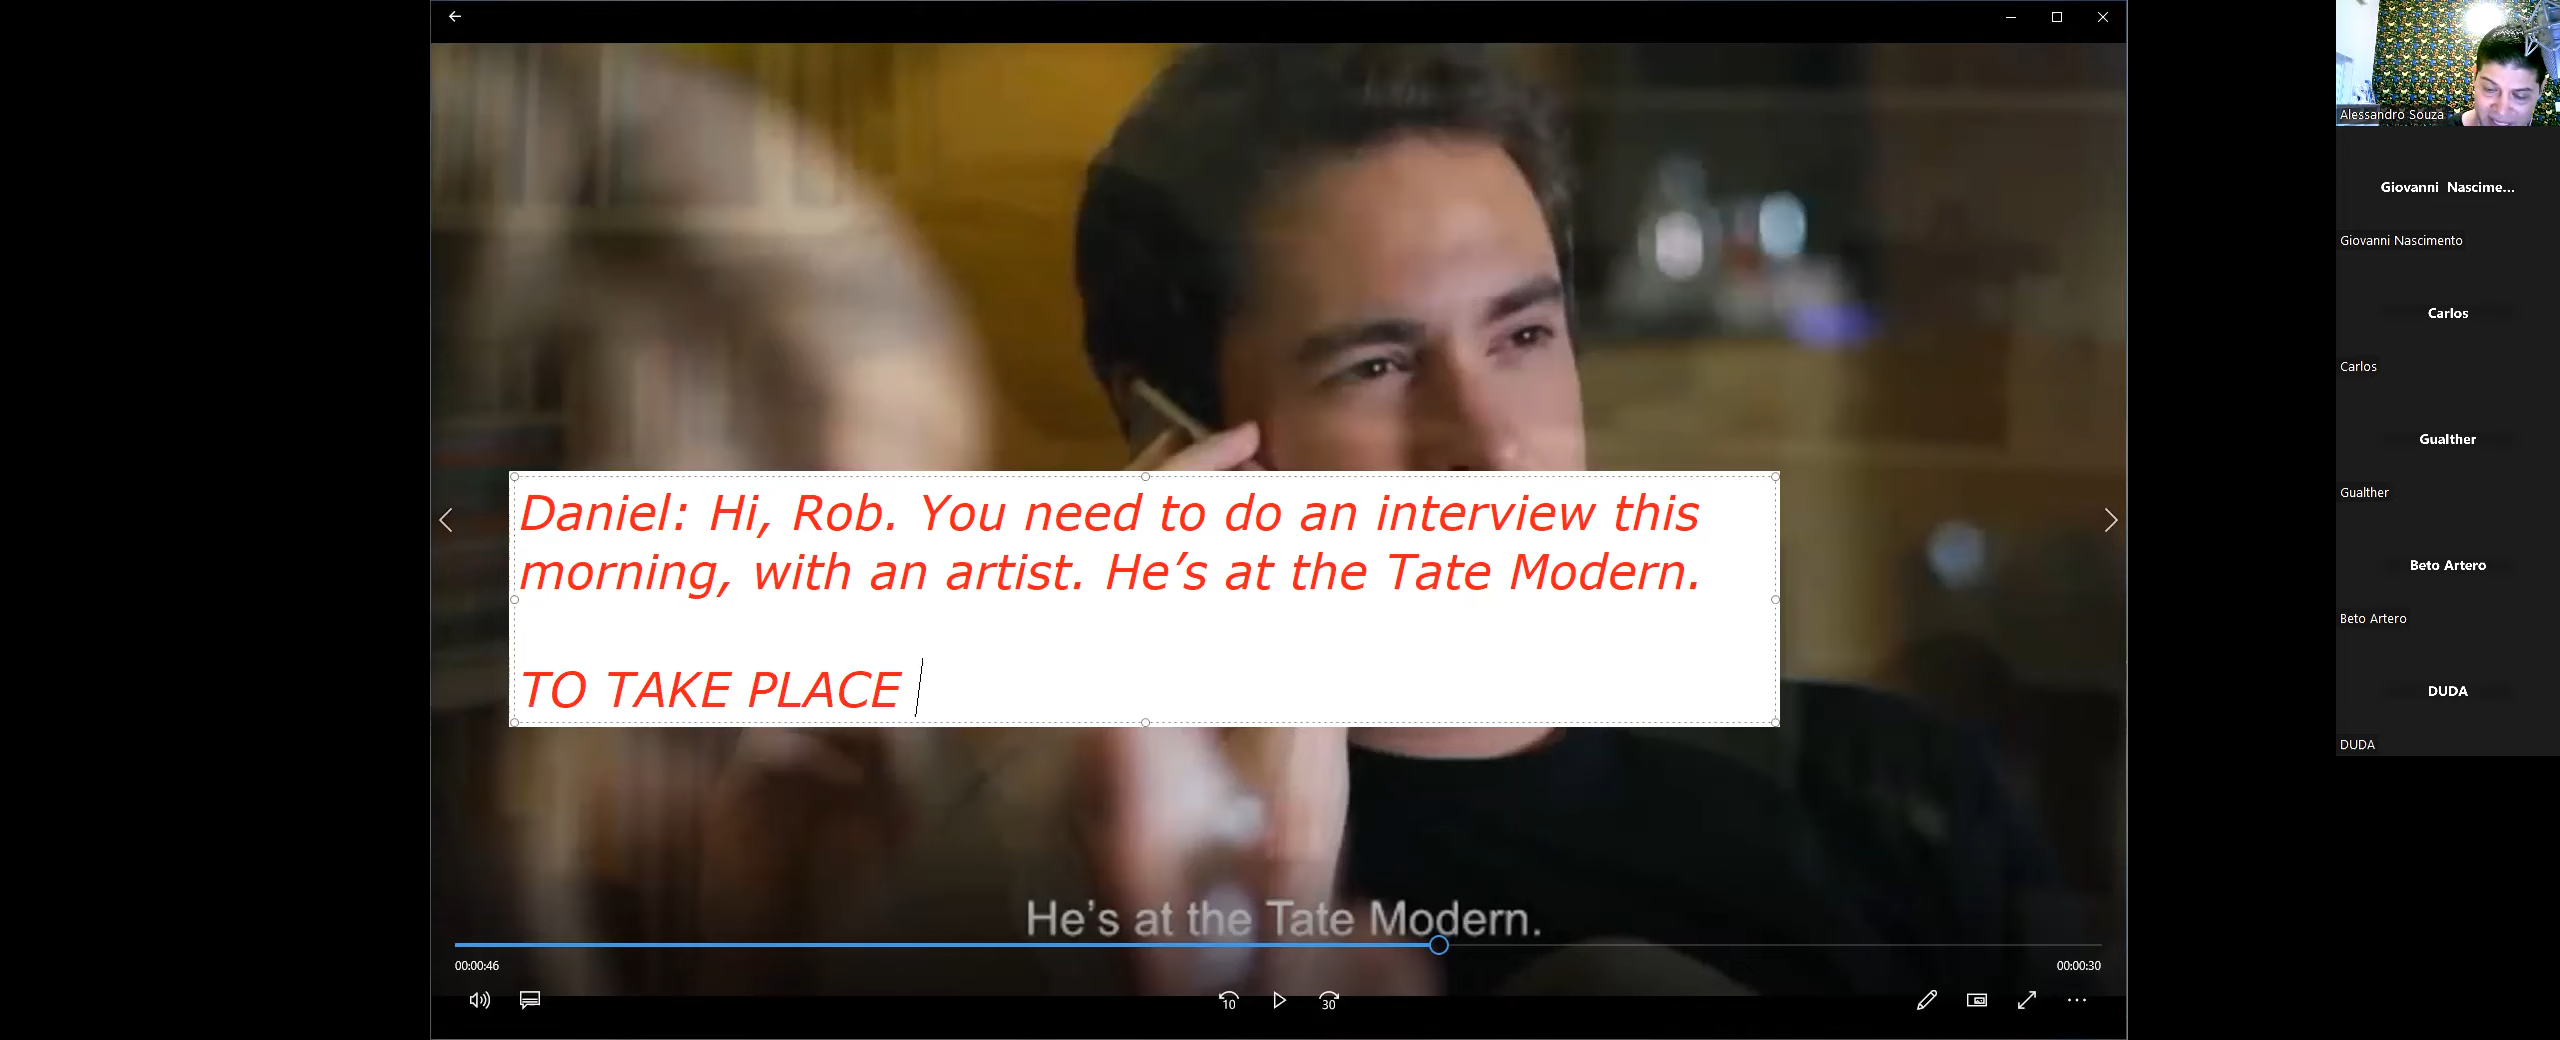 Daniel: Hi, Rob. You need to do an interview this
morning, with an artist. He’s at the Tate Modern.
TO TAKE PLACE
He’s at the Tate Modern.
00:00:46
00:00:30
10
30
Alessandro Souza
Giovanni Nascime...
Giovanni Nascimento
Carlos
Carlos
Gualther
Gualther
Beto Artero
Beto Artero
DUDA
DUDA